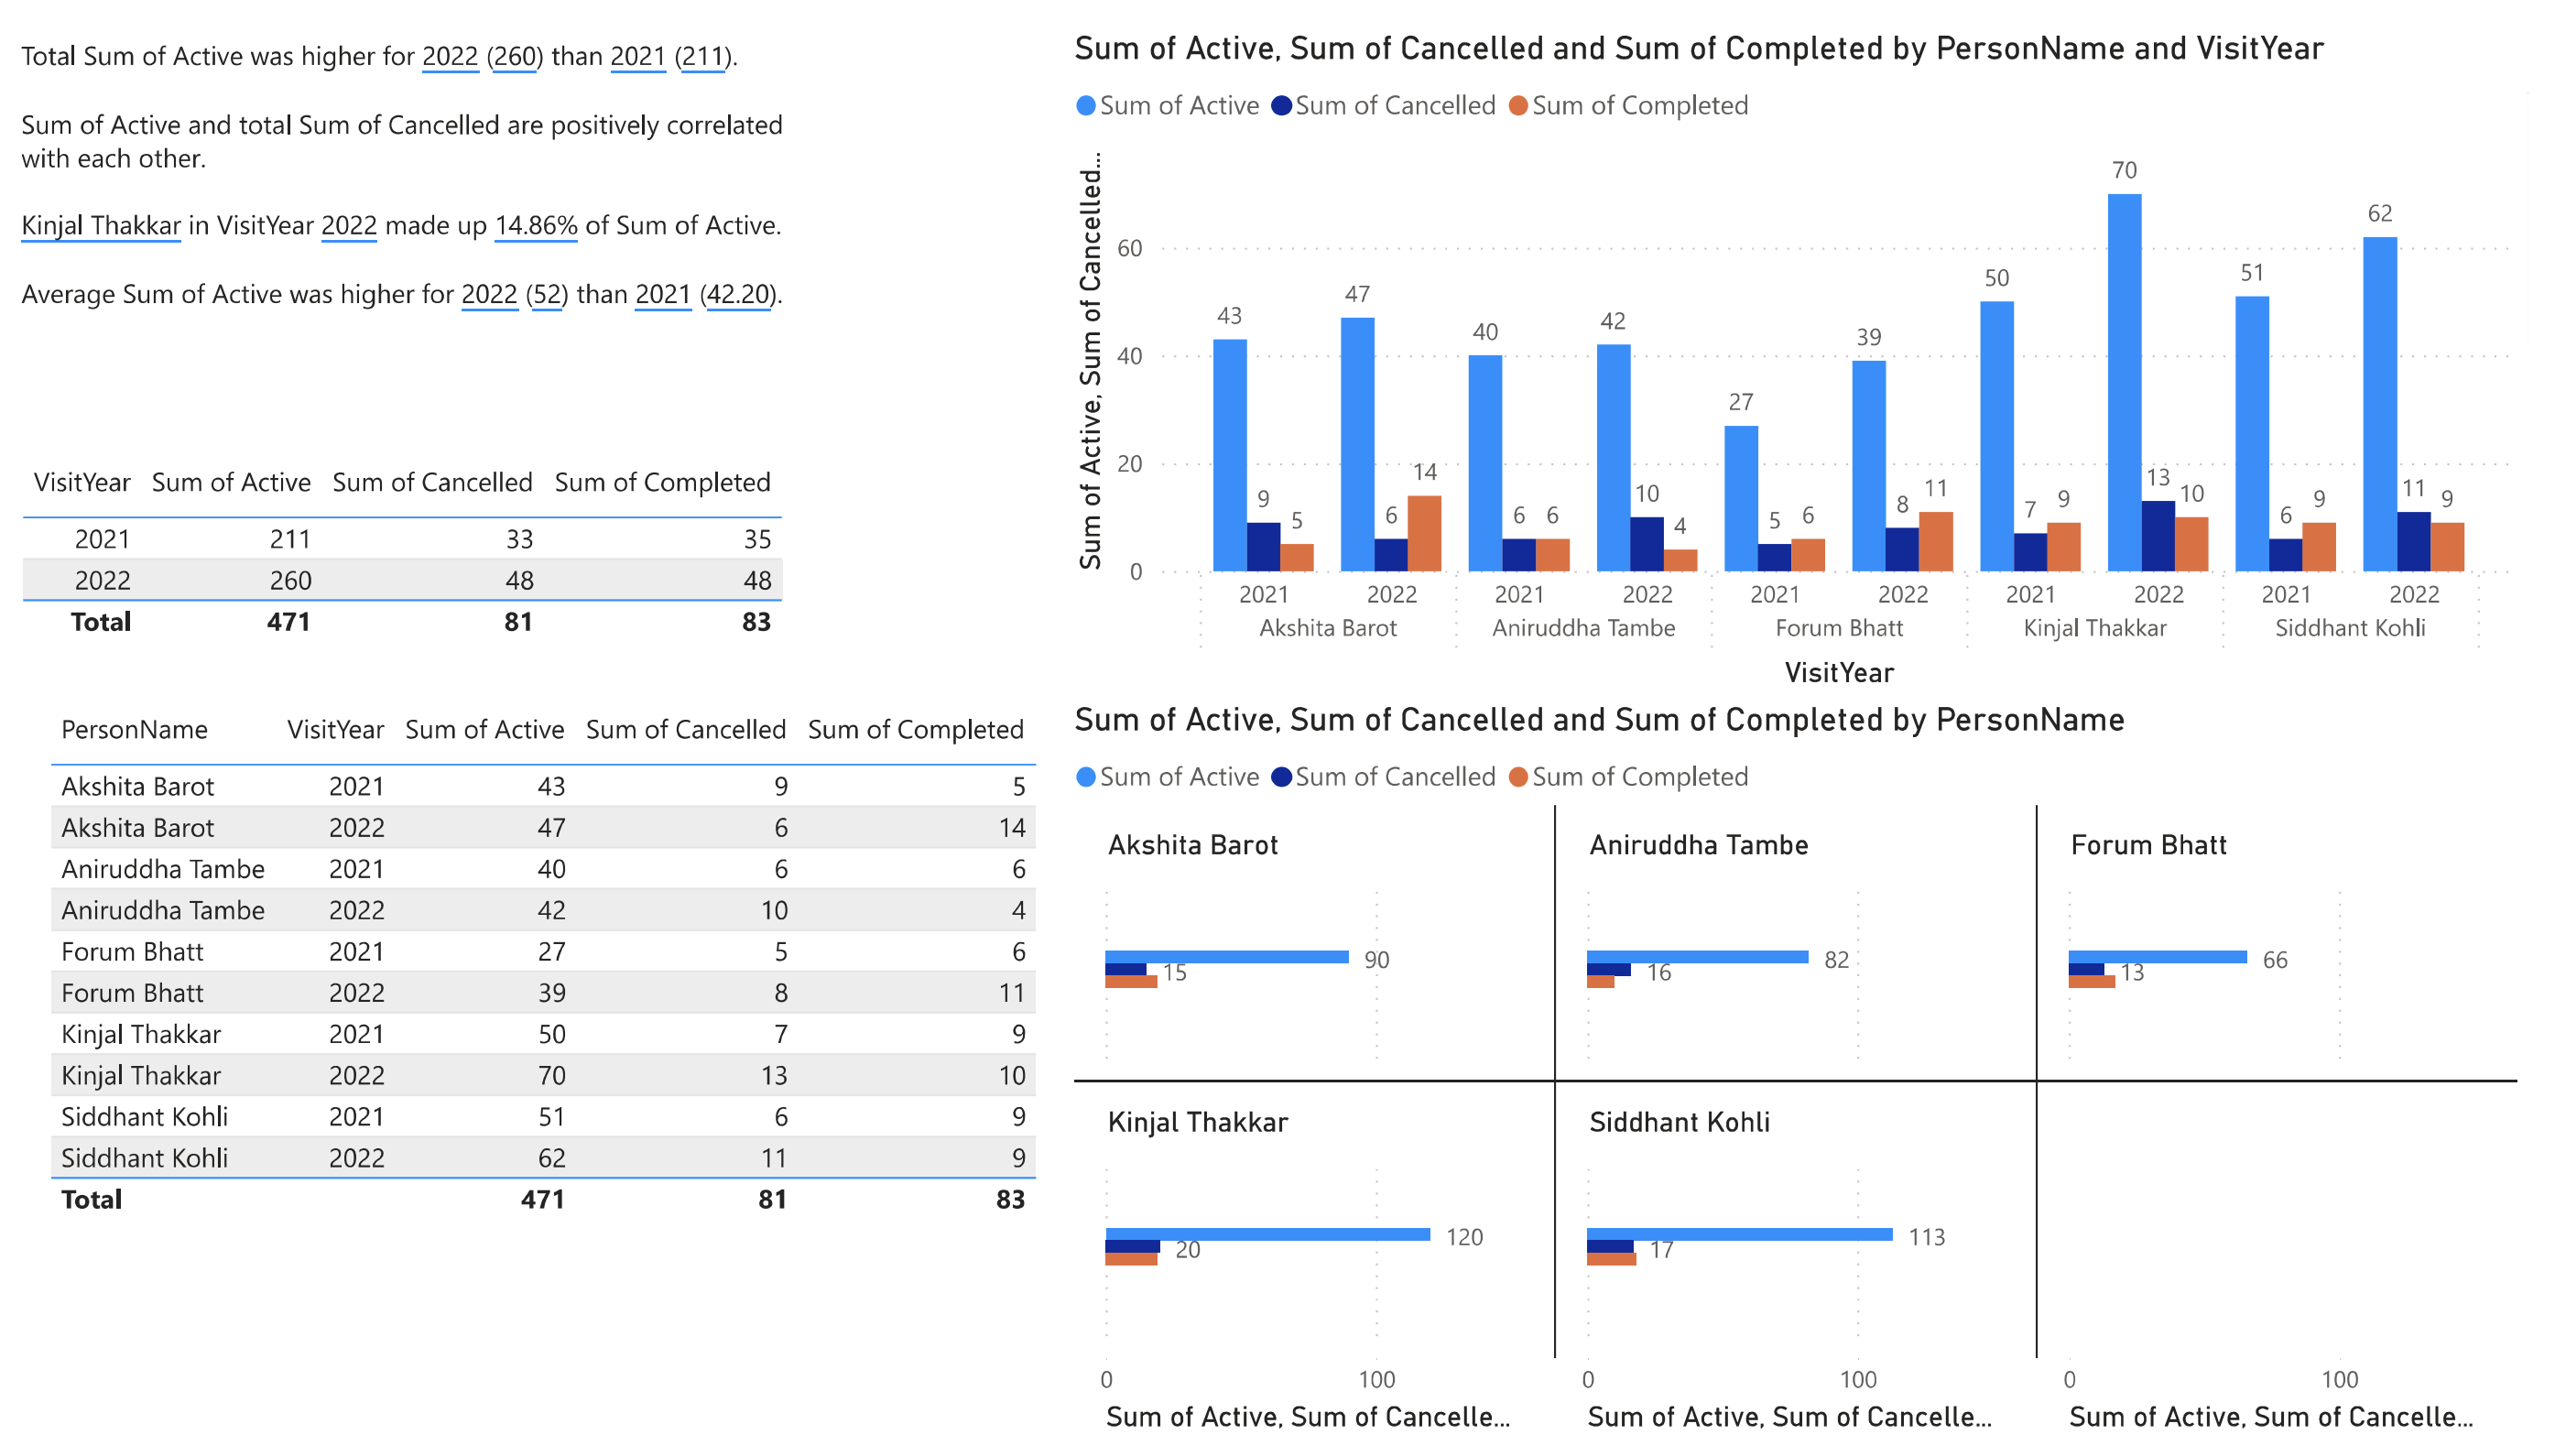 Total Sum of Active was higher for 2022 (260) than 2021 (211).
Sum of Active and total Sum of Cancelled are positively correlated
with each other.
Kinjal Thakkar in VisitYear 2022 made up 14.86% of Sum of Active.
Average Sum of Active was higher for 2022 (52) than 2021 (42.20).
VisitYear Sum of Active Sum of Cancelled Sum of Completed
2021 211 33 35
2022 260 48 48
Total 471 81 83
PersonName VisitYear Sum of Active Sum of Cancelled Sum of Completed
Akshita Barot 2021 43 9 5
Akshita Barot 2022 47 6 14
Aniruddha Tambe 2021 40 6 6
Aniruddha Tambe 2022 42 10 4
Forum Bhatt 2021 27 5 6
Forum Bhatt 2022 39 8 11
Kinjal Thakkar 2021 50 7 9
Kinjal Thakkar 2022 70 13 10
Siddhant Kohli 2021 51 6 9
Siddhant Kohli 2022 62 11 9
Total 471 81 83
Sum of Active, Sum of Cancelled and Sum of Completed by PersonName and VisitYear
Sum of Active Sum of Cancelled Sum of Completed
Sum of Active, Sum of Cancelled...
60
40
20
0
43 9 5 47 6 14 40 6 6 42 10 4 27 5 6 39 8 11 50 7 9 70 13 10 51 6 9 62 11 9
2021 2022 2021 2022 2021 2022 2021 2022 2021 2022
Akshita Barot Aniruddha Tambe Forum Bhatt Kinjal Thakkar Siddhant Kohli
VisitYear
Sum of Active, Sum of Cancelled and Sum of Completed by PersonName
Sum of Active Sum of Cancelled Sum of Completed
Akshita Barot Aniruddha Tambe Forum Bhatt
90 82 66
15 16 13
Kinjal Thakkar Siddhant Kohli
120 113
20 17
0 100 0 100 0 100
Sum of Active, Sum of Cancelle... Sum of Active, Sum of Cancelle... Sum of Active, Sum of Cancelle...